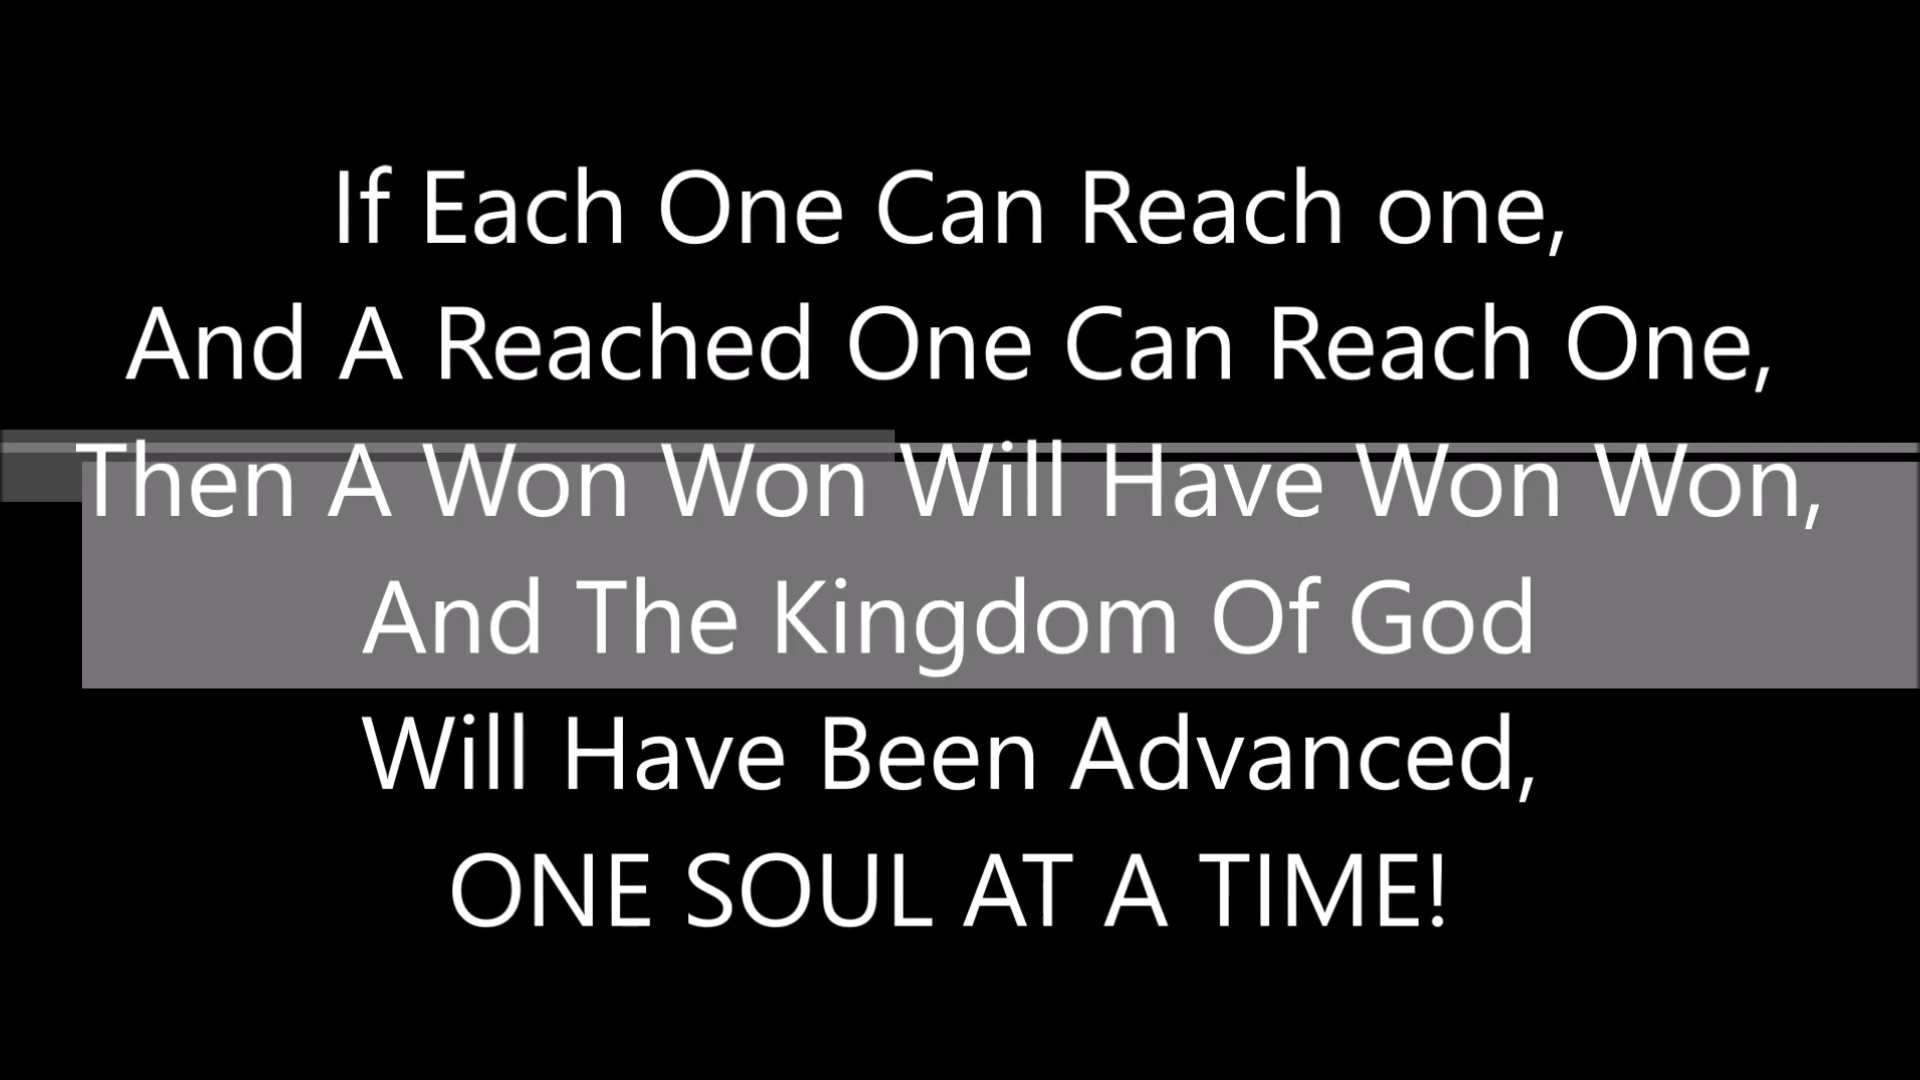 If Each One Can Reach one,
And A Reached One Can Reach One,
Then A Won Won Will Have Won Won,
And The Kingdom Of God
Will Have Been Advanced,
ONE SOUL AT A TIME!